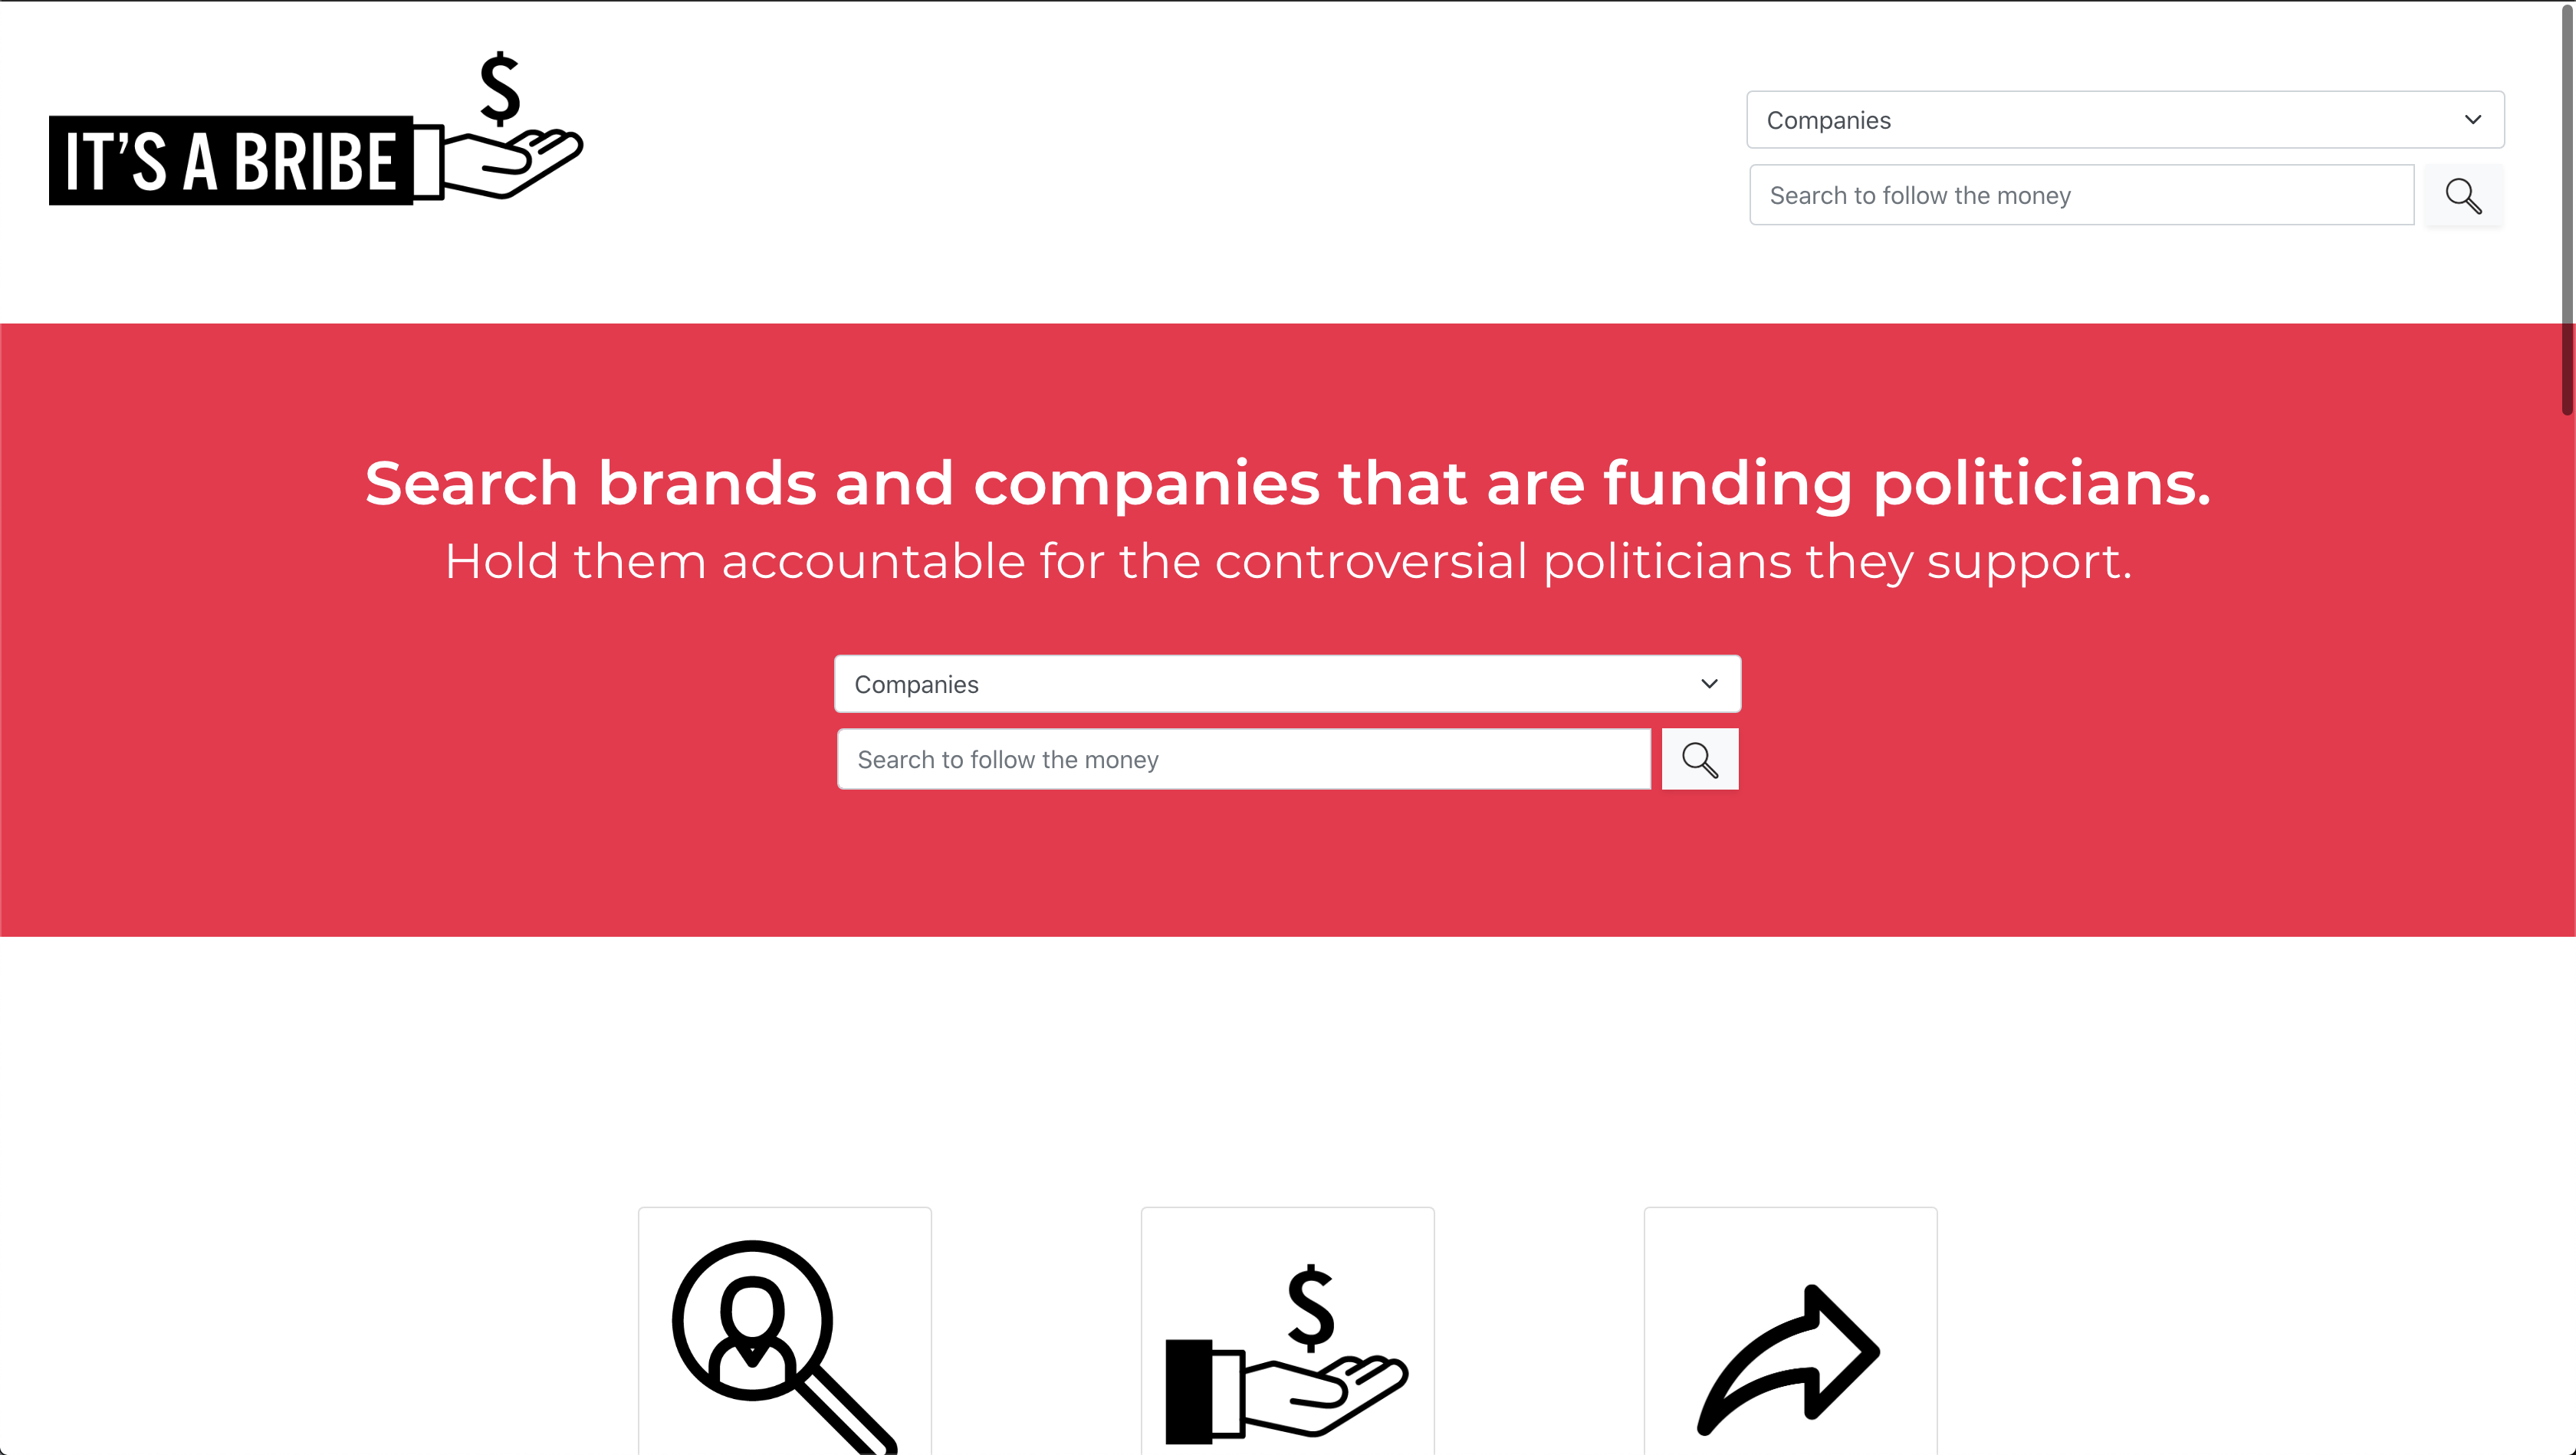 $
IT'S A BRIBE
Companies
Search to follow the money
Search brands and companies that are funding politicians.
Hold them accountable for the controversial politicians they support.
Companies
Search to follow the money
$